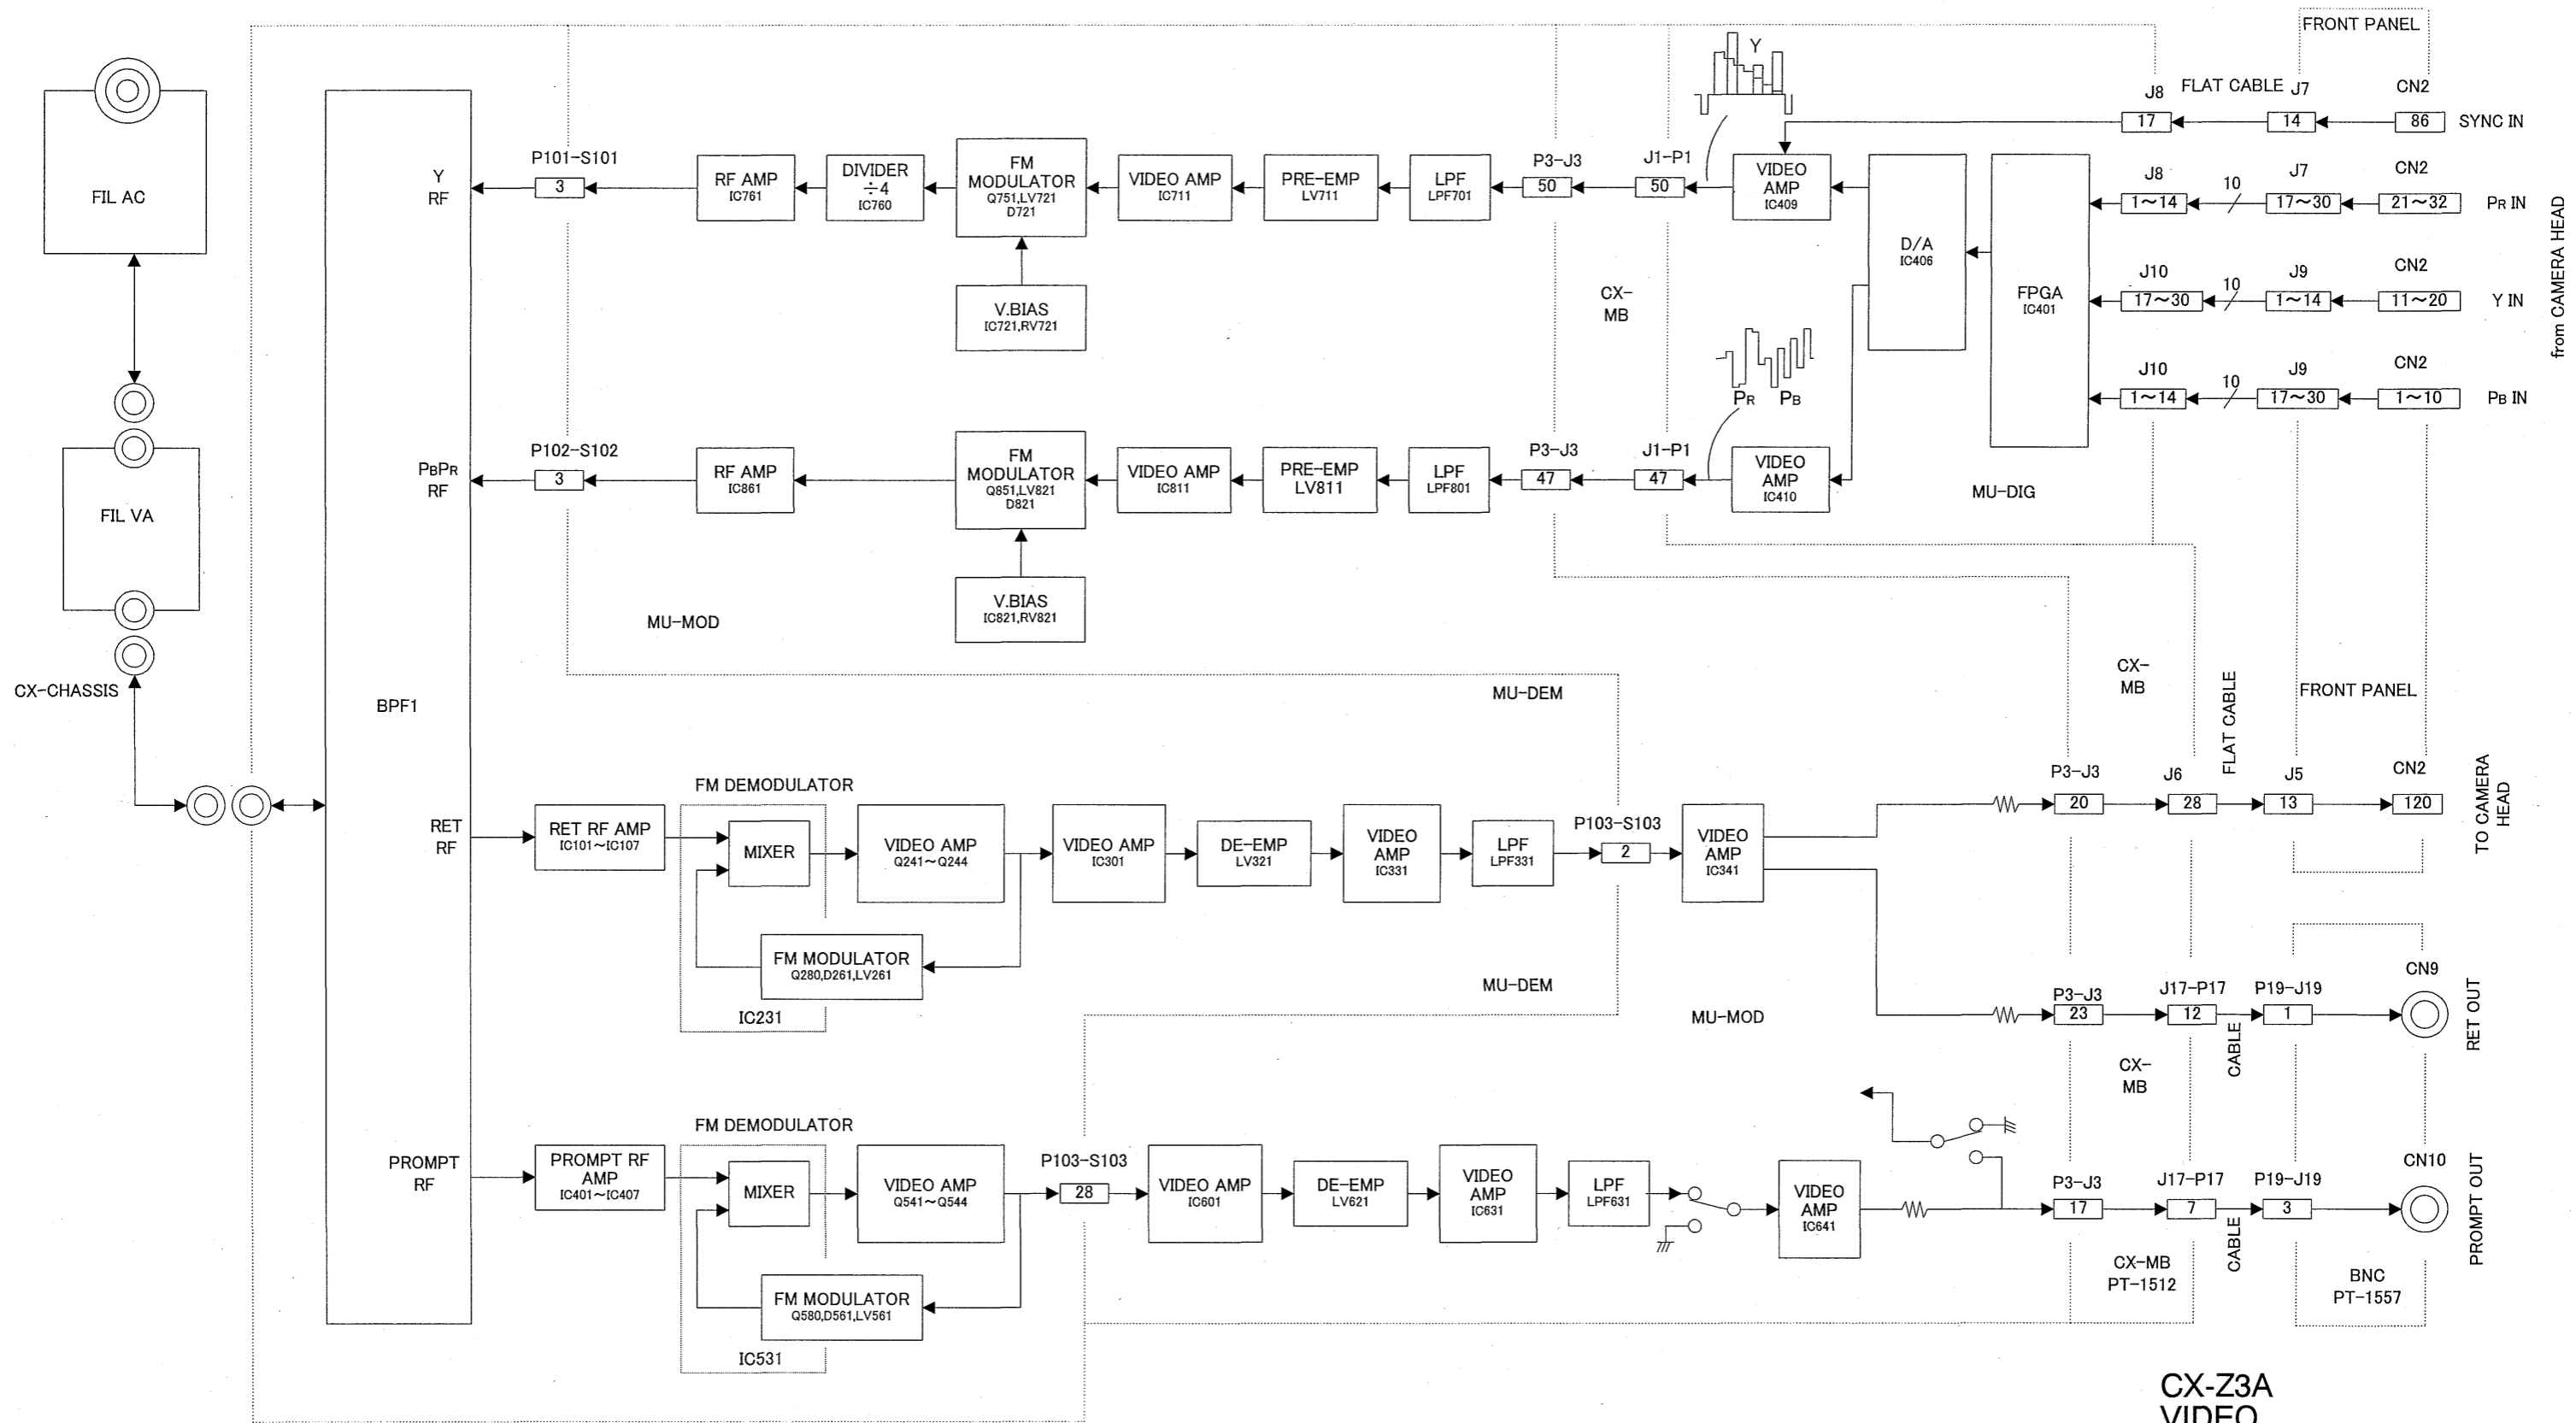 FRONT PANEL
J8
FLAT CABLE
J7
CN2
17
14
86
SYNC IN
Y
FIL AC
Y
RF
P101-S101
3
RF AMP
IC761
DIVIDER
÷4
IC760
FM
MODULATOR
Q751,LV721
D721
VIDEO AMP
IC711
PRE-EMP
LV711
LPF
LPF701
P3-J3
50
J1-P1
50
VIDEO
AMP
IC409
D/A
IC406
FPGA
IC401
J8
1~14
10
J7
17~30
CN2
21~32
PR IN
V.BIAS
IC721,RV721
CX-
MB
J10
17~30
10
J9
1~14
CN2
11~20
Y IN
from CAMERA HEAD
J10
1~14
10
J9
17~30
CN2
1~10
PB IN
PR
PB
FIL VA
PBPR
RF
P102-S102
3
RF AMP
IC861
FM
MODULATOR
Q851,LV821
D821
VIDEO AMP
IC811
PRE-EMP
LV811
LPF
LPF801
P3-J3
47
J1-P1
47
VIDEO
AMP
IC410
MU-DIG
V.BIAS
IC821,RV821
MU-MOD
CX-CHASSIS
BPF1
MU-DEM
CX-
MB
FLAT CABLE
FRONT PANEL
RET
RF
RET RF AMP
IC101~IC107
FM DEMODULATOR
MIXER
VIDEO AMP
Q241~Q244
VIDEO AMP
IC301
DE-EMP
LV321
VIDEO
AMP
IC331
LPF
LPF331
P103-S103
2
VIDEO
AMP
IC341
P3-J3
20
J6
28
J5
13
CN2
120
TO CAMERA
HEAD
FM MODULATOR
Q280,D261,LV261
IC231
MU-DEM
MU-MOD
P3-J3
23
J17-P17
12
CABLE
P19-J19
1
CN9
RET OUT
CX-
MB
PROMPT
RF
PROMPT RF
AMP
IC401~IC407
FM DEMODULATOR
MIXER
VIDEO AMP
Q541~Q544
P103-S103
28
VIDEO AMP
IC601
DE-EMP
LV621
VIDEO
AMP
IC631
LPF
LPF631
VIDEO
AMP
IC641
P3-J3
17
J17-P17
7
CABLE
P19-J19
3
CN10
PROMPT OUT
FM MODULATOR
Q580,D561,LV561
IC531
CX-MB
PT-1512
BNC
PT-1557
CX-Z3A
VIDEO